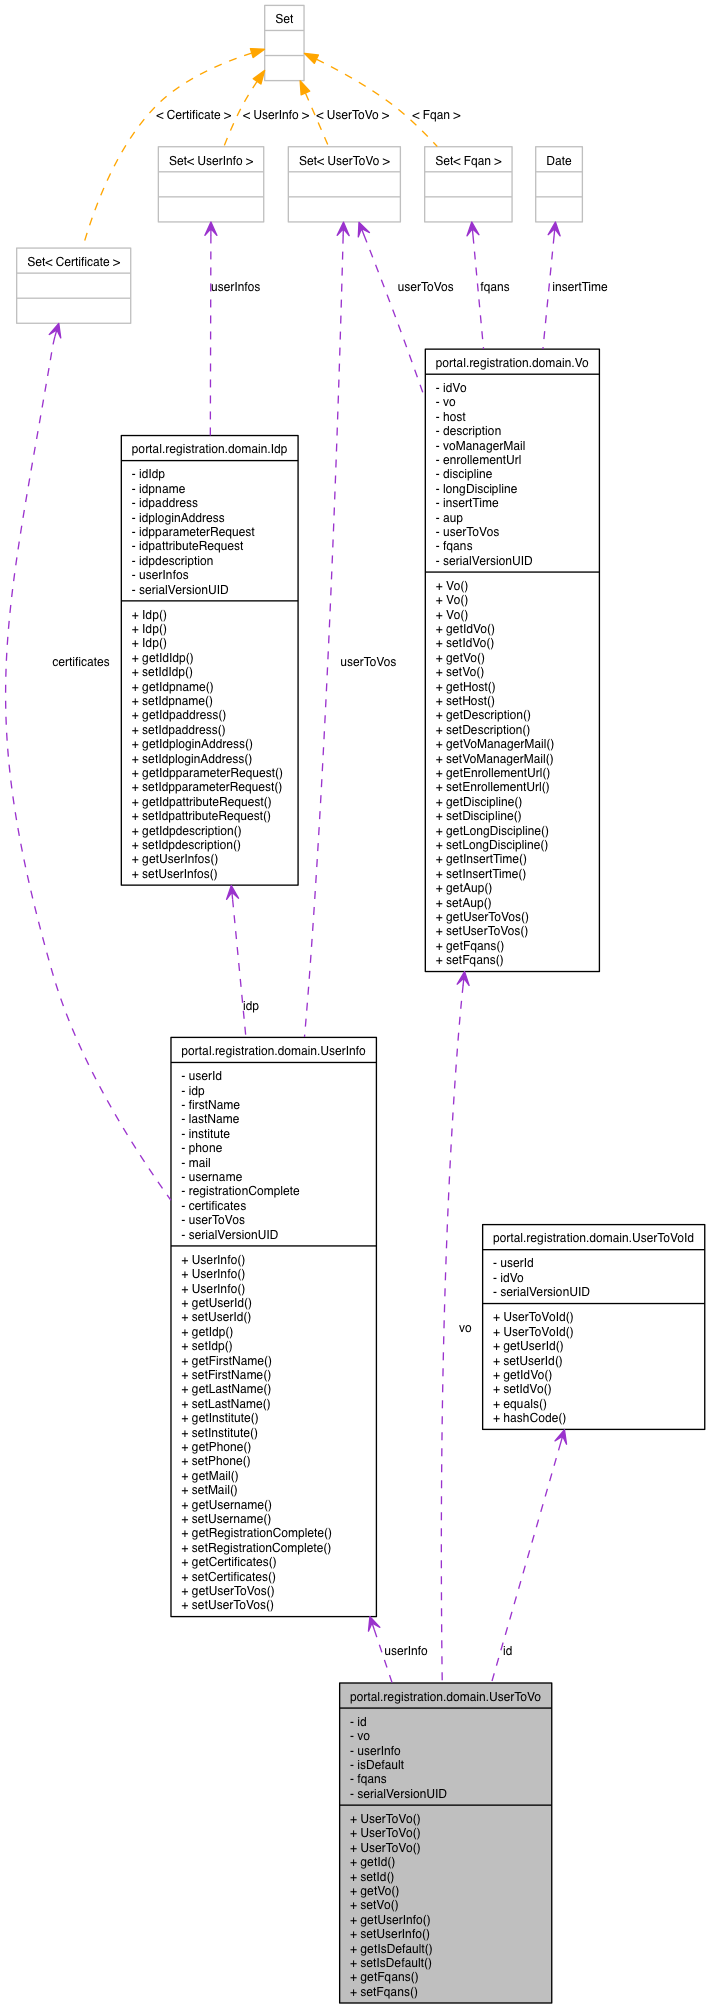 Set
< Certificate >
< UserInfo >
< UserToVo >
< Fqan >
Set< UserInfo >
Set< UserToVo >
Set< Fqan >
Date
Set< Certificate >
userInfos
userToVos
fqans
insertTime
portal.registration.domain.Vo
- idVo
- vo
- host
- description
- voManagerMail
- enrollementUrl
- discipline
- longDiscipline
- insertTime
- aup
- userToVos
- fqans
- serialVersionUID
+ Vo()
+ Vo()
+ Vo()
+ getIdVo()
+ setIdVo()
+ getVo()
+ setVo()
+ getHost()
+ setHost()
+ getDescription()
+ setDescription()
+ getVoManagerMail()
+ setVoManagerMail()
+ getEnrollementUrl()
+ setEnrollementUrl()
+ getDiscipline()
+ setDiscipline()
+ getLongDiscipline()
+ setLongDiscipline()
+ getInsertTime()
+ setInsertTime()
+ getAup()
+ setAup()
+ getUserToVos()
+ setUserToVos()
+ getFqans()
+ setFqans()
portal.registration.domain.Idp
- idIdp
- idpname
- idpaddress
- idploginAddress
- idpparameterRequest
- idpattributeRequest
- idpdescription
- userInfos
- serialVersionUID
+ Idp()
+ Idp()
+ Idp()
+ getIdIdp()
+ setIdIdp()
+ getIdpname()
+ setIdpname()
+ getIdpaddress()
+ setIdpaddress()
+ getIdploginAddress()
+ setIdploginAddress()
+ getIdpparameterRequest()
+ setIdpparameterRequest()
+ getIdpattributeRequest()
+ setIdpattributeRequest()
+ getIdpdescription()
+ setIdpdescription()
+ getUserInfos()
+ setUserInfos()
certificates
userToVos
idp
portal.registration.domain.UserInfo
- userId
- idp
- firstName
- lastName
- institute
- phone
- mail
- username
- registrationComplete
- certificates
- userToVos
- serialVersionUID
+ UserInfo()
+ UserInfo()
+ UserInfo()
+ getUserId()
+ setUserId()
+ getIdp()
+ setIdp()
+ getFirstName()
+ setFirstName()
+ getLastName()
+ setLastName()
+ getInstitute()
+ setInstitute()
+ getPhone()
+ setPhone()
+ getMail()
+ setMail()
+ getUsername()
+ setUsername()
+ getRegistrationComplete()
+ setRegistrationComplete()
+ getCertificates()
+ setCertificates()
+ getUserToVos()
+ setUserToVos()
vo
portal.registration.domain.UserToVoId
- userId
- idVo
- serialVersionUID
+ UserToVoId()
+ UserToVoId()
+ getUserId()
+ setUserId()
+ getIdVo()
+ setIdVo()
+ equals()
+ hashCode()
userInfo
id
portal.registration.domain.UserToVo
- id
- vo
- userInfo
- isDefault
- fqans
- serialVersionUID
+ UserToVo()
+ UserToVo()
+ UserToVo()
+ getId()
+ setId()
+ getVo()
+ setVo()
+ getUserInfo()
+ setUserInfo()
+ getIsDefault()
+ setIsDefault()
+ getFqans()
+ setFqans()